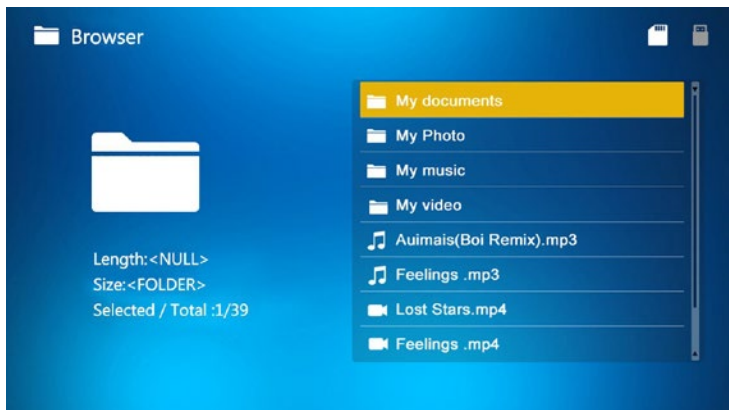 Browser
My documents
My Photo
My music
My video
Auimais(Boi Remix).mp3
Feelings .mp3
Lost Stars.mp4
Feelings .mp4
Length:<NULL>
Size:<FOLDER>
Selected / Total :1/39